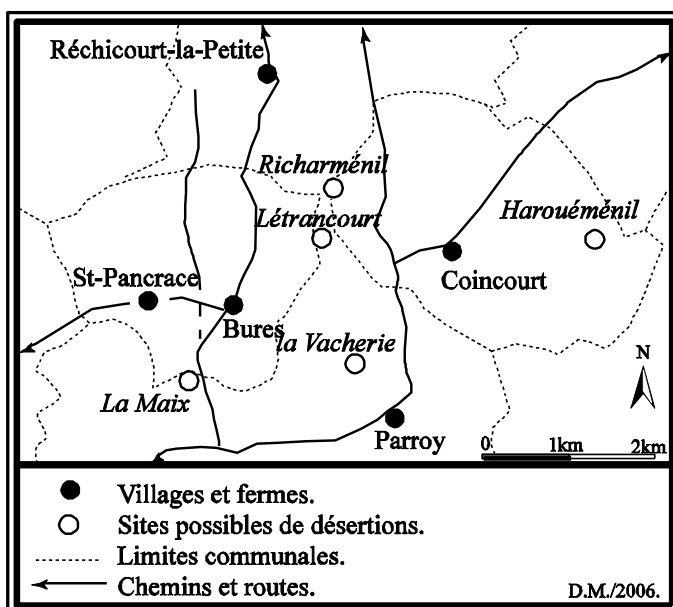 Réchicourt-la-Petite
Richarménil
Létrancourt
Harouéménil
St-Pancrace
Coincourt
Bures
la Vacherie
La Maix
N
Parroy
0 1km 2km
Villages et fermes.
Sites possibles de désertions.
Limites communales.
Chemins et routes.
D.M./2006.